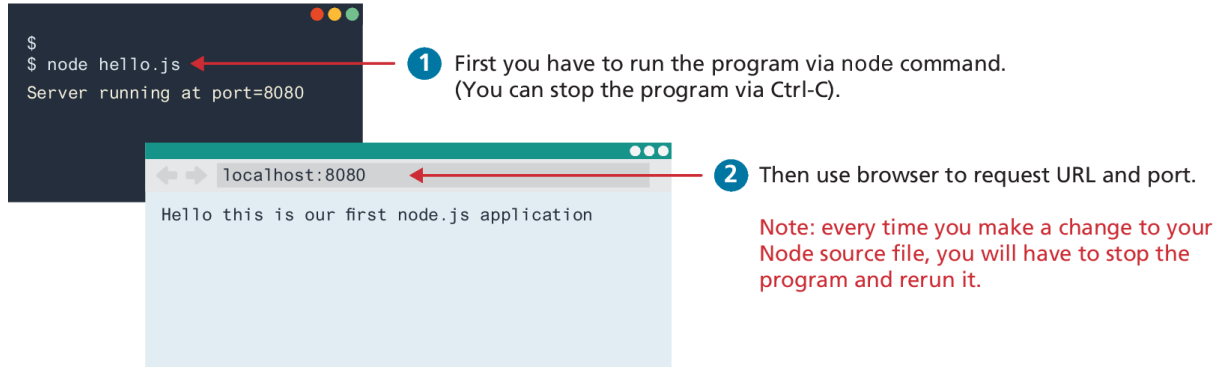 $
$ node hello.js
Server running at port=8080
1 First you have to run the program via node command.
(You can stop the program via Ctrl-C).
localhost:8080
Hello this is our first node.js application
2 Then use browser to request URL and port.
Note: every time you make a change to your
Node source file, you will have to stop the
program and rerun it.